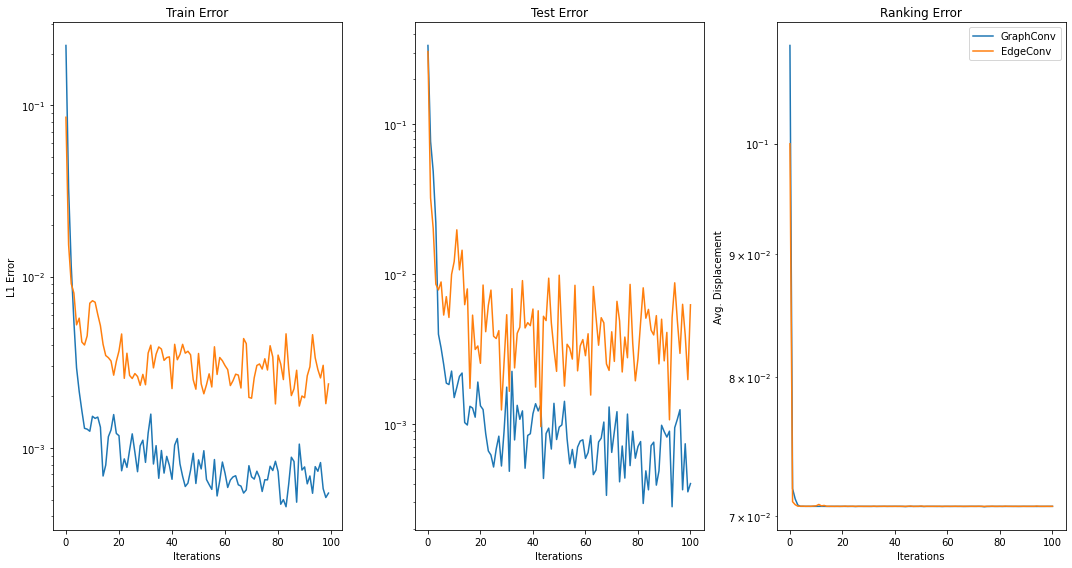 Train Error
L1 Error
10⁻¹
10⁻²
10⁻³
0 20 40 60 80 100
Iterations
Test Error
10⁻¹
10⁻²
10⁻³
0 20 40 60 80 100
Iterations
Ranking Error
GraphConv
EdgeConv
Avg. Displacement
10⁻¹
9 × 10⁻²
8 × 10⁻²
7 × 10⁻²
0 20 40 60 80 100
Iterations